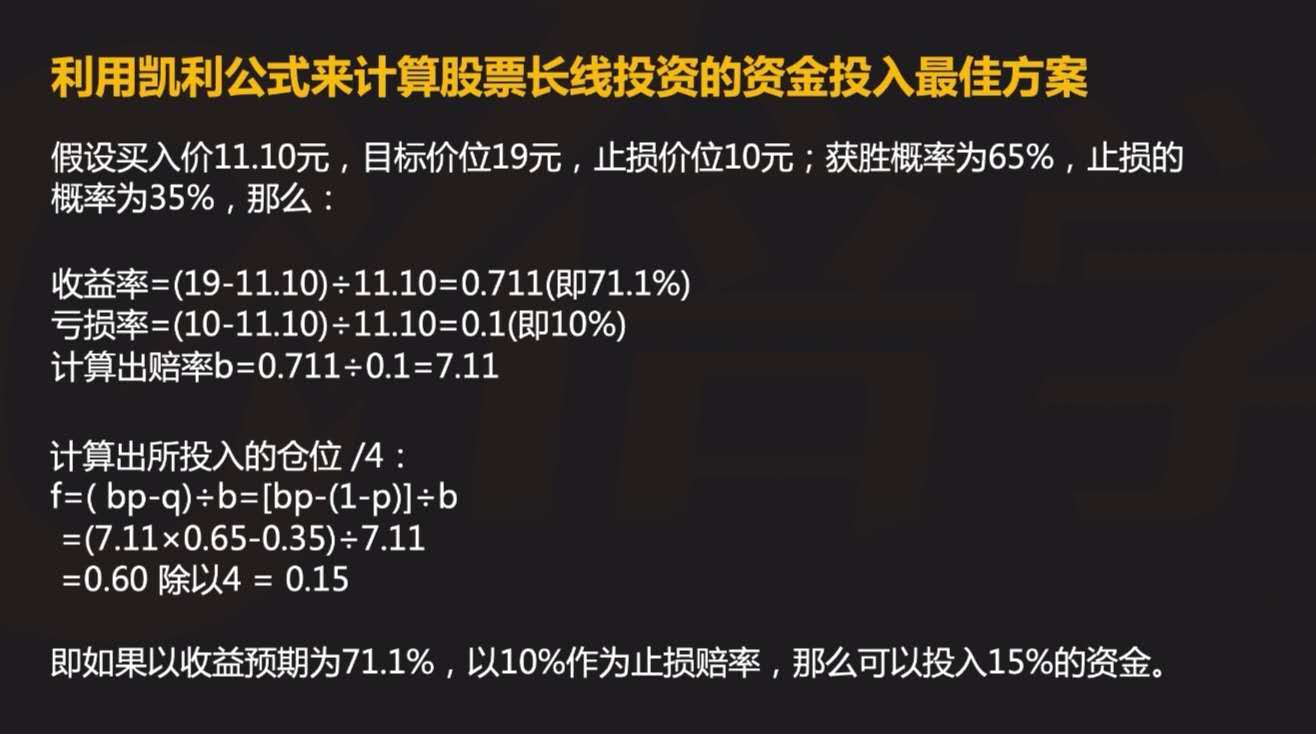 利用凯利公式来计算股票长线投资的资金投入最佳方案
假设买入价11.10元，目标价位19元，止损价位10元；获胜概率为65%，止损的
概率为35%，那么：
收益率=(19-11.10)÷11.10=0.711(即71.1%)
亏损率=(10-11.10)÷11.10=0.1(即10%)
计算出赔率b=0.711÷0.1=7.11
计算出所投入的仓位 /4：
f=( bp-q)÷b=[bp-(1-p)]÷b
=(7.11×0.65-0.35)÷7.11
=0.60 除以4 = 0.15
即如果以收益预期为71.1%，以10%作为止损赔率，那么可以投入15%的资金。